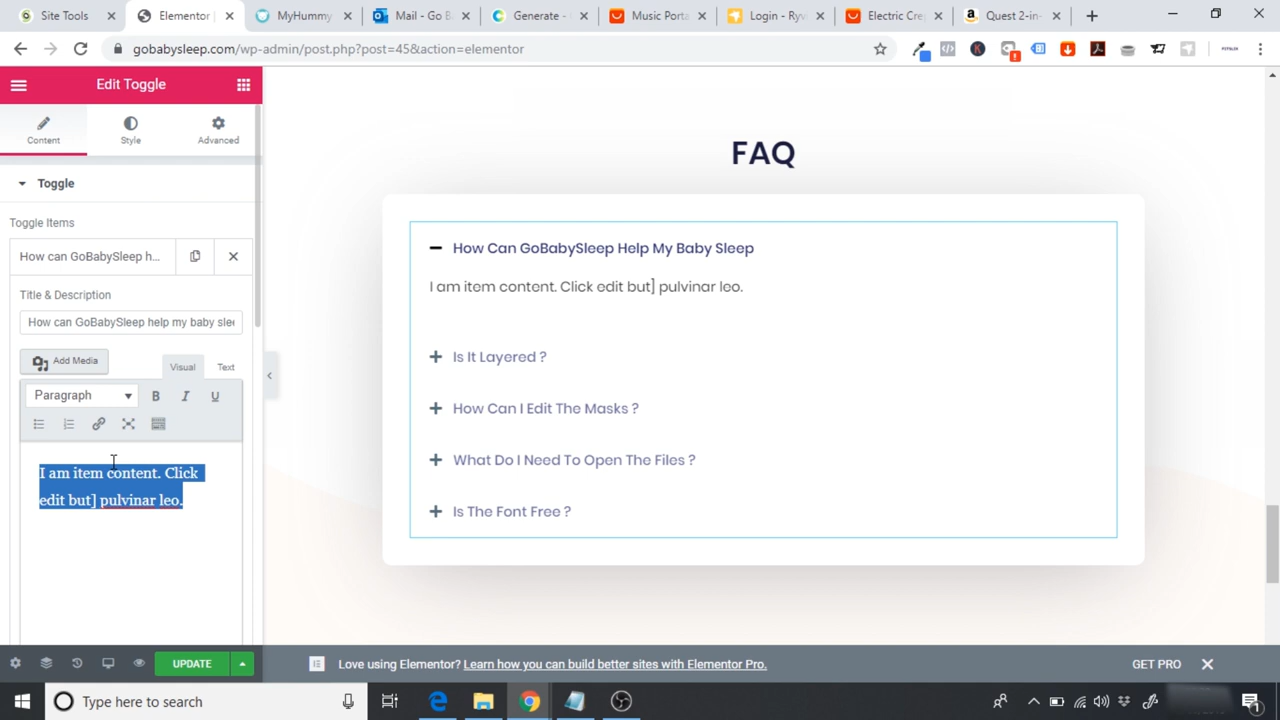 Site Tools
Elementor
MyHummy
Mail - Go B
Generate -
Music Porta
Login - Ryv
Electric Cre
Quest 2-in-
gobabysleep.com/wp-admin/post.php?post=45&action=elementor
Edit Toggle
Content
Style
Advanced
Toggle
Toggle Items
How can GoBabySleep h...
Title & Description
How can GoBabySleep help my baby slee
Add Media
Visual
Text
Paragraph
B
I
U
I am item content. Click
edit but] pulvinar leo.
UPDATE
FAQ
How Can GoBabySleep Help My Baby Sleep
I am item content. Click edit but] pulvinar leo.
Is It Layered ?
How Can I Edit The Masks ?
What Do I Need To Open The Files ?
Is The Font Free ?
Love using Elementor? Learn how you can build better sites with Elementor Pro.
GET PRO
Type here to search